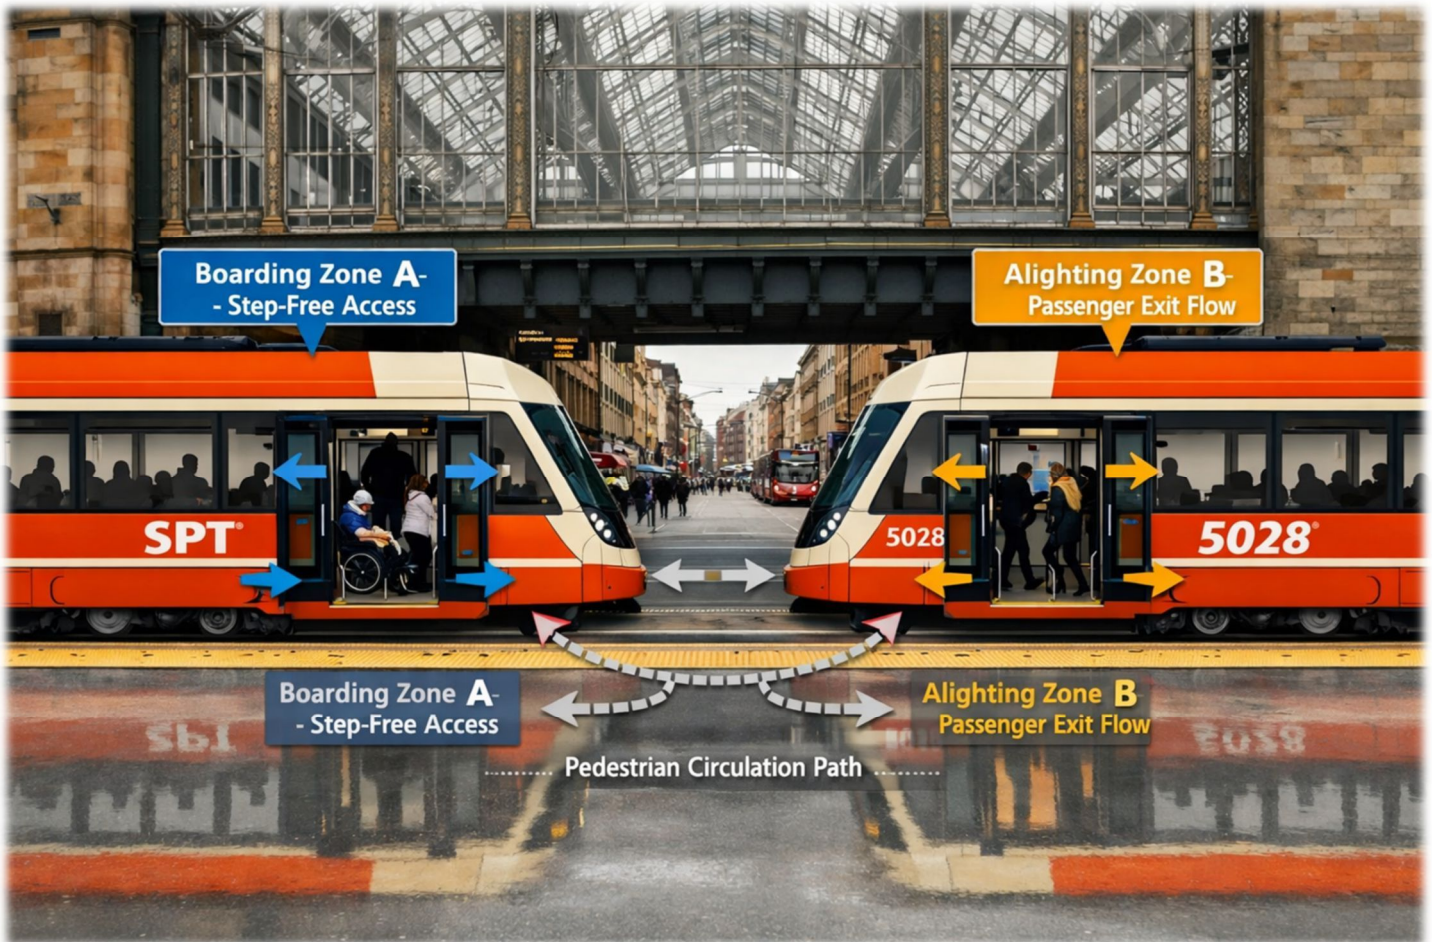 Boarding Zone A-
- Step-Free Access
Alighting Zone B-
Passenger Exit Flow
SPT
5028
5028
Boarding Zone A-
- Step-Free Access
Alighting Zone B
Passenger Exit Flow
Pedestrian Circulation Path